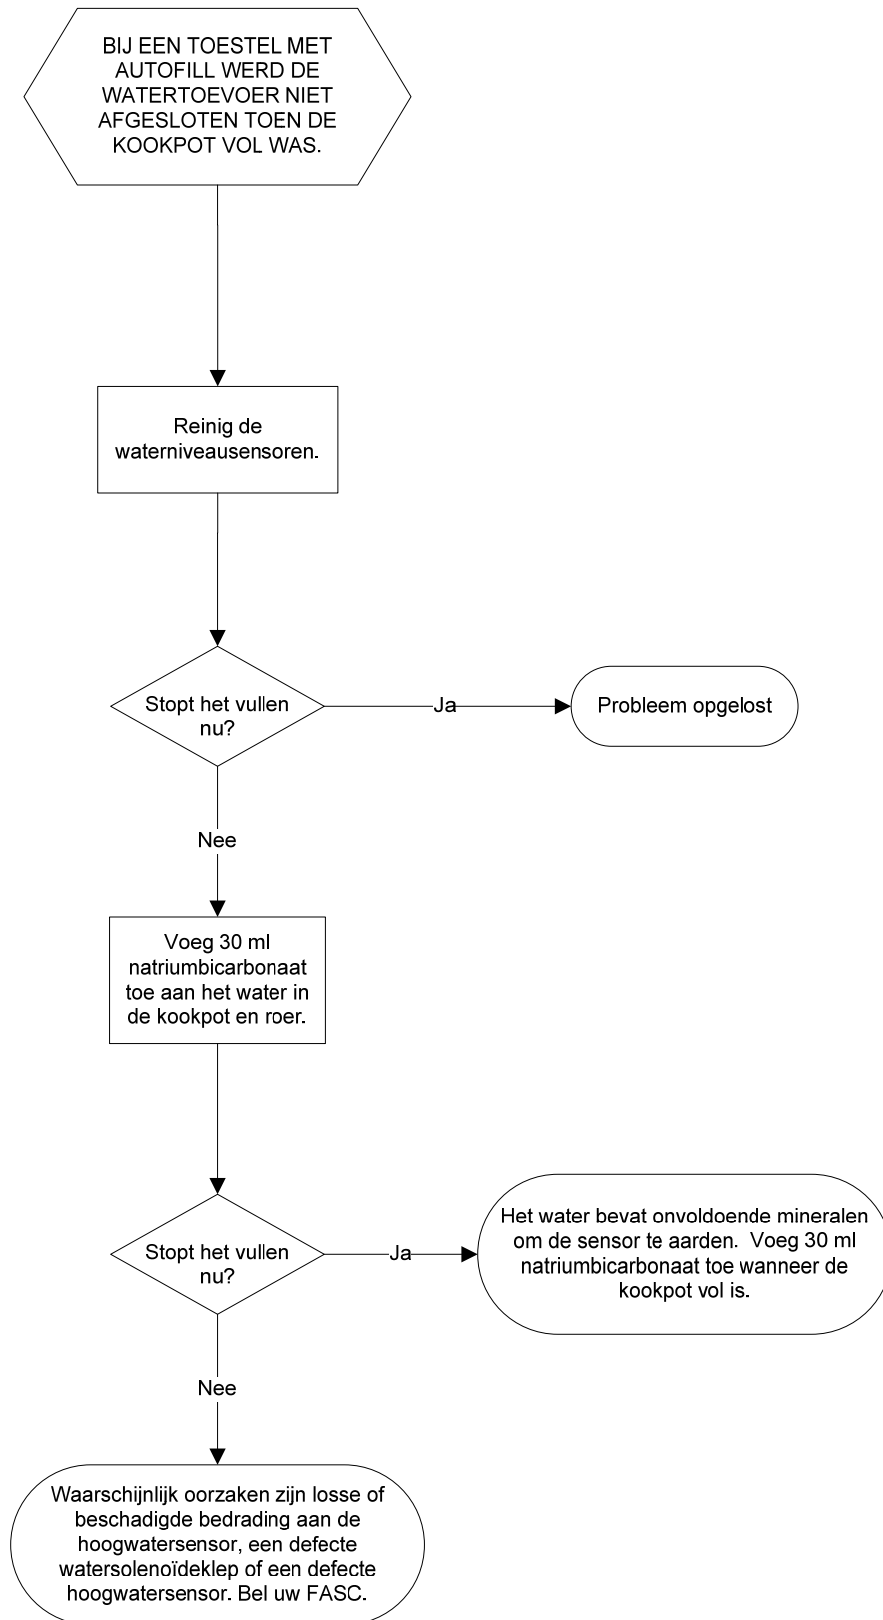 BIJ EEN TOESTEL MET
AUTOFILL WERD DE
WATERTOEVOER NIET
AFGESLOTEN TOEN DE
KOOKPOT VOL WAS.
Reinig de
waterniveausensoren.
Stopt het vullen
nu?
Ja
Probleem opgelost
Nee
Voeg 30 ml
natriumbicarbonaat
toe aan het water in
de kookpot en roer.
Stopt het vullen
nu?
Ja
Het water bevat onvoldoende mineralen
om de sensor te aarden. Voeg 30 ml
natriumbicarbonaat toe wanneer de
kookpot vol is.
Nee
Waarschijnlijk oorzaken zijn losse of
beschadigde bedrading aan de
hoogwatersensor, een defecte
watersolenoïdeklep of een defecte
hoogwatersensor. Bel uw FASC.